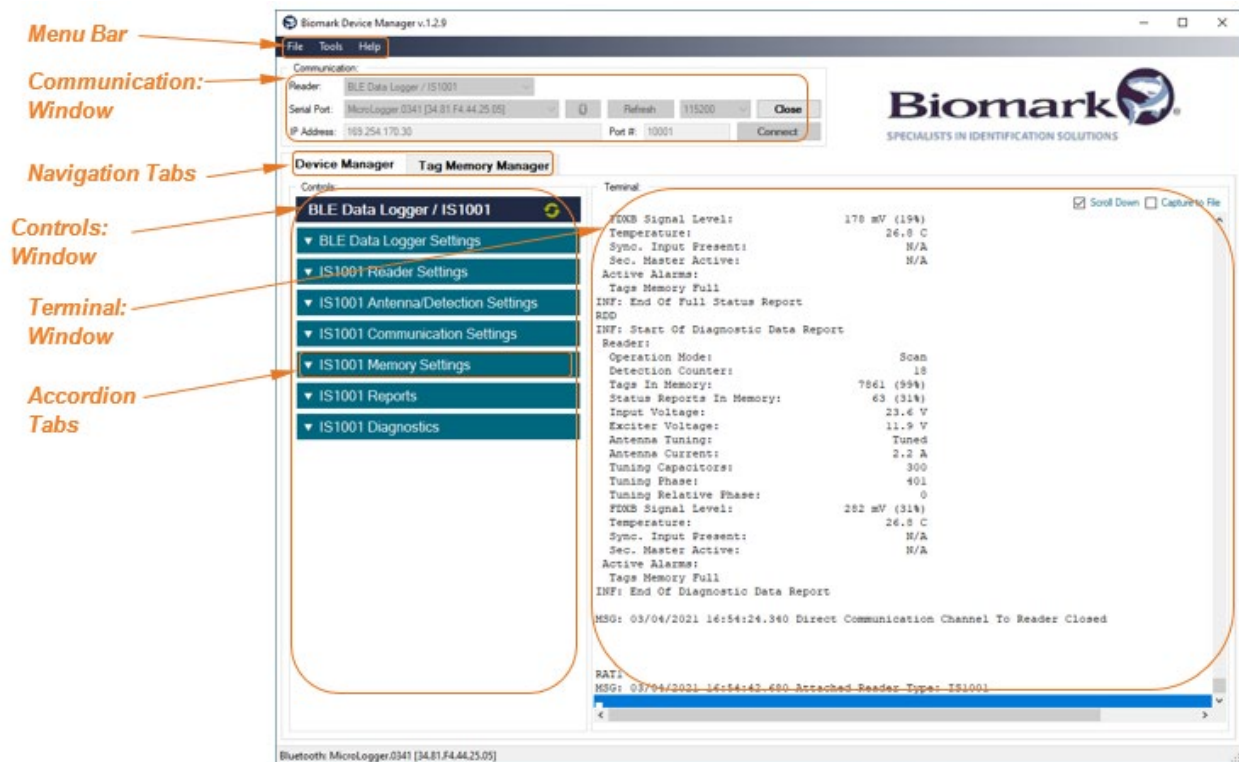 Menu Bar
Communication:
Window
Navigation Tabs
Controls:
Window
Terminal:
Window
Accordion
Tabs
Biomark Device Manager v.1.2.9
File Tools Help
Communication:
Reader: BLE Data Logger / IS1001
Serial Port: MicroLogger.0341 [34.81.F4.44.25.05] Refresh 115200 Close
IP Address: 169.254.170.30 Port #: 10001 Connect
Biomark
SPECIALISTS IN IDENTIFICATION SOLUTIONS
Device Manager Tag Memory Manager
Controls:
BLE Data Logger / IS1001
BLE Data Logger Settings
IS1001 Reader Settings
IS1001 Antenna/Detection Settings
IS1001 Communication Settings
IS1001 Memory Settings
IS1001 Reports
IS1001 Diagnostics
Terminal:
Scroll Down Capture to File
FDXB Signal Level: 178 mV (19%)
Temperature: 26.8 C
Sync. Input Present: N/A
Sec. Master Active: N/A
Active Alarms:
Tags Memory Full
INF: End Of Full Status Report
RDD
INF: Start Of Diagnostic Data Report
Reader:
Operation Mode: Scan
Detection Counter: 18
Tags In Memory: 7861 (99%)
Status Reports In Memory: 63 (31%)
Input Voltage: 23.6 V
Exciter Voltage: 11.9 V
Antenna Tuning: Tuned
Antenna Current: 2.2 A
Tuning Capacitors: 300
Tuning Phase: 401
Tuning Relative Phase: 0
FDXB Signal Level: 282 mV (31%)
Temperature: 26.8 C
Sync. Input Present: N/A
Sec. Master Active: N/A
Active Alarms:
Tags Memory Full
INF: End Of Diagnostic Data Report
MSG: 03/04/2021 16:54:24.340 Direct Communication Channel To Reader Closed
RAT1
MSG: 03/04/2021 16:54:42.680 Attached Reader Type: IS1001
Bluetooth: MicroLogger.0341 [34.81.F4.44.25.05]